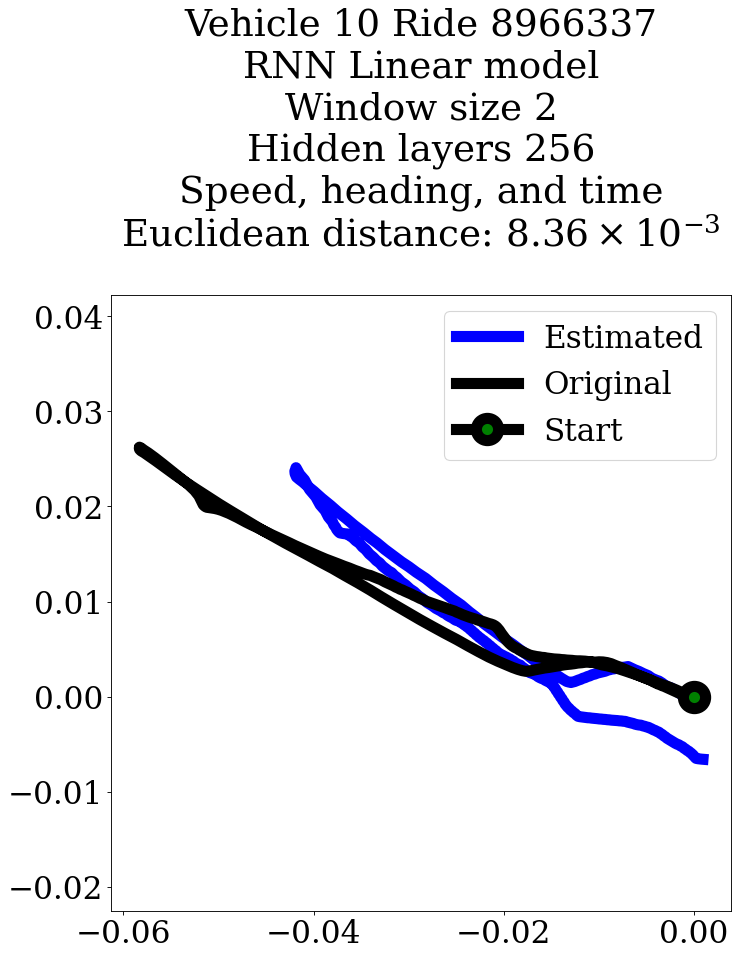 Vehicle 10 Ride 8966337
RNN Linear model
Window size 2
Hidden layers 256
Speed, heading, and time
Euclidean distance: 8.36 × 10⁻³
Estimated
Original
Start
0.04
0.03
0.02
0.01
0.00
−0.01
−0.02
−0.06 −0.04 −0.02 0.00